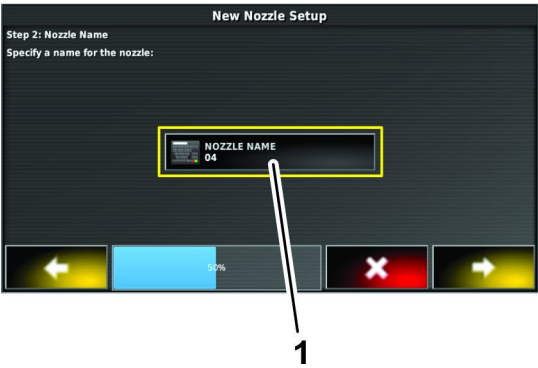 New Nozzle Setup
Step 2: Nozzle Name
Specify a name for the nozzle:
NOZZLE NAME
04
50%
1